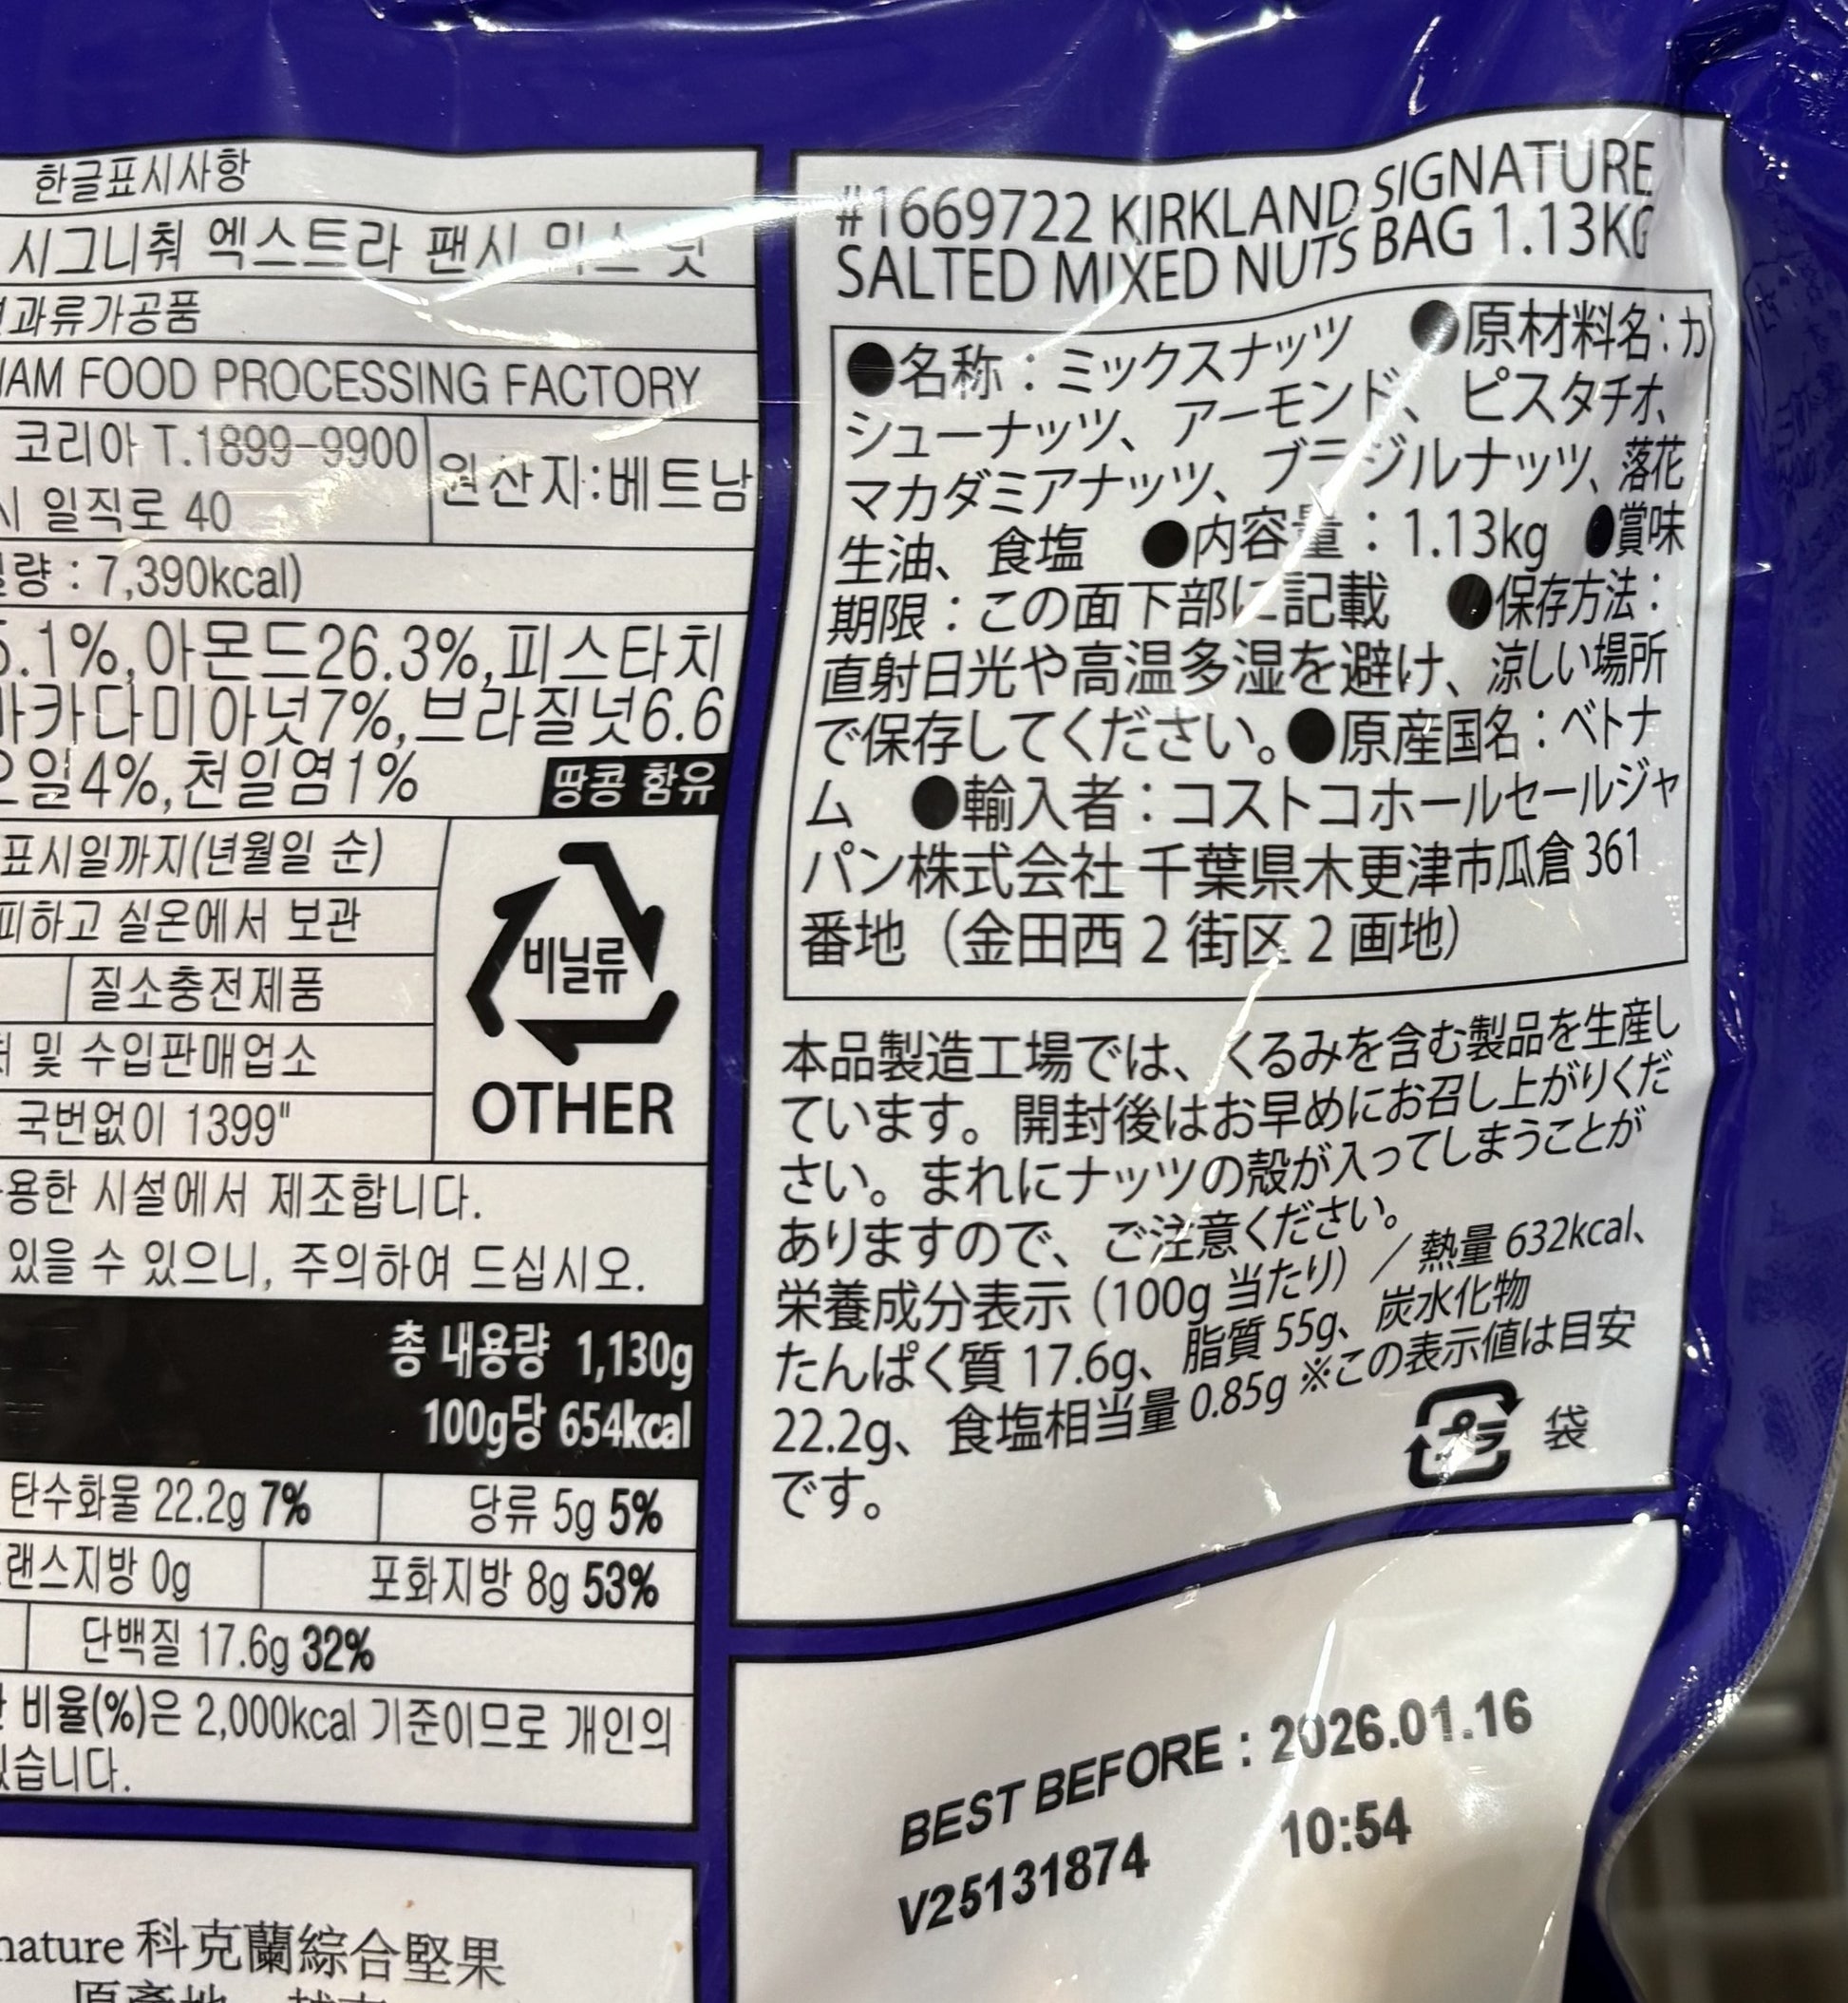 한글표시사항
시그니춰 엑스트라 팬시 믹스 넛
과류가공품
FOOD PROCESSING FACTORY
코리아 T.1899-9900
원산지:베트남
일직로 40
7,390kcal)
5.1%,아몬드26.3%,피스타치
마카다미아넛7%,브라질넛6.6
오일4%,천일염1%
땅콩 함유
표시일까지(년월일 순)
피하고 실온에서 보관
질소충전제품
및 수입판매업소
국번없이 1399"
비닐류
OTHER
용한 시설에서 제조합니다.
있을 수 있으니, 주의하여 드십시오.
총 내용량 1,130g
100g당 654kcal
탄수화물 22.2g 7%
당류 5g 5%
랜스지방 0g
포화지방 8g 53%
단백질 17.6g 32%
비율(%)은 2,000kcal 기준이므로 개인의
있습니다.
nature 科克蘭綜合堅果
#1669722 KIRKLAND SIGNATURE
SALTED MIXED NUTS BAG 1.13KG
●名称：ミックスナッツ ●原材料名：カ
シューナッツ、アーモンド、ピスタチオ、
マカダミアナッツ、ブラジルナッツ、落花
生油、食塩 ●内容量：1.13kg ●賞味
期限：この面下部に記載 ●保存方法：
直射日光や高温多湿を避け、涼しい場所
で保存してください。●原産国名：ベトナ
ム ●輸入者：コストコホールセールジャ
パン株式会社 千葉県木更津市瓜倉 361
番地（金田西 2 街区 2 画地）
本品製造工場では、くるみを含む製品を生産し
ています。開封後はお早めにお召し上がりくだ
さい。まれにナッツの殻が入ってしまうことが
ありますので、ご注意ください。
栄養成分表示（100g 当たり）／熱量 632kcal、
たんぱく質 17.6g、脂質 55g、炭水化物
22.2g、食塩相当量 0.85g ※この表示値は目安
です。
プラ 袋
BEST BEFORE : 2026.01.16
V25131874 10:54